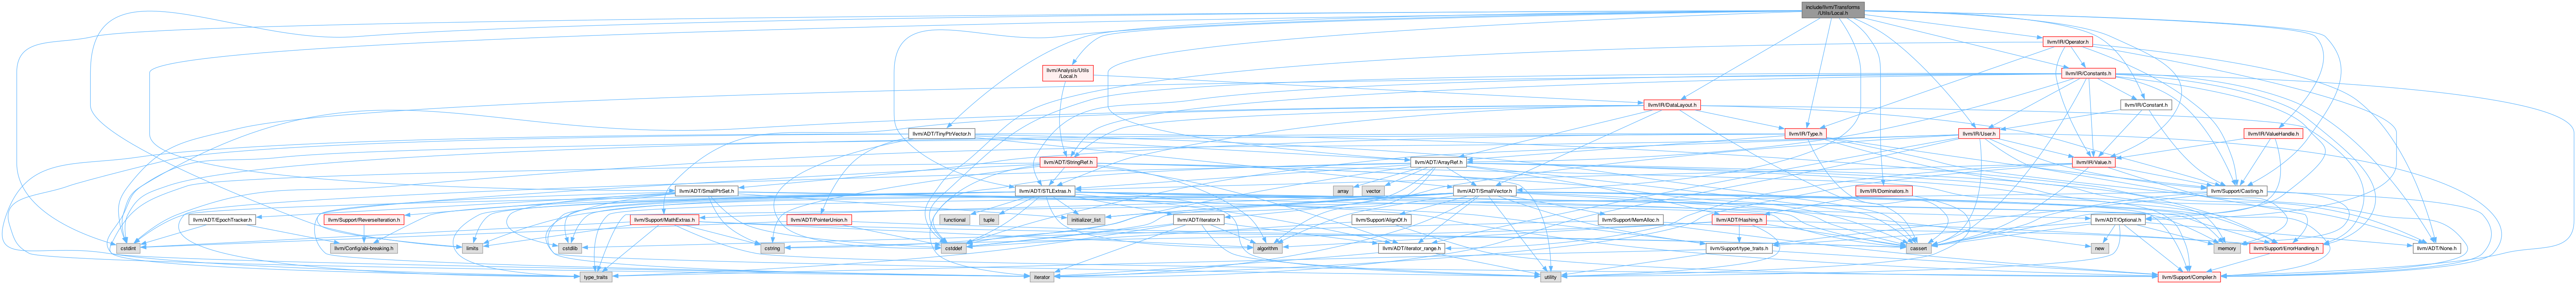 include/llvm/Transforms
/Utils/Local.h
llvm/IR/Operator.h
llvm/Analysis/Utils
/Local.h
llvm/IR/Constants.h
llvm/IR/DataLayout.h
llvm/IR/Constant.h
llvm/ADT/TinyPtrVector.h
llvm/IR/Type.h
llvm/IR/User.h
llvm/IR/ValueHandle.h
llvm/ADT/StringRef.h
llvm/ADT/ArrayRef.h
llvm/IR/Value.h
llvm/ADT/SmallPtrSet.h
llvm/ADT/STLExtras.h
array
vector
llvm/ADT/SmallVector.h
llvm/IR/Dominators.h
llvm/Support/Casting.h
llvm/ADT/EpochTracker.h
llvm/Support/ReverseIteration.h
llvm/Support/MathExtras.h
llvm/ADT/PointerUnion.h
functional
tuple
initializer_list
llvm/ADT/iterator.h
llvm/Support/AlignOf.h
llvm/Support/MemAlloc.h
llvm/ADT/Hashing.h
llvm/ADT/Optional.h
cstdint
llvm/Config/abi-breaking.h
limits
cstdlib
cstring
cstddef
algorithm
llvm/ADT/iterator_range.h
llvm/Support/type_traits.h
cassert
new
memory
llvm/Support/ErrorHandling.h
llvm/ADT/None.h
type_traits
iterator
utility
llvm/Support/Compiler.h